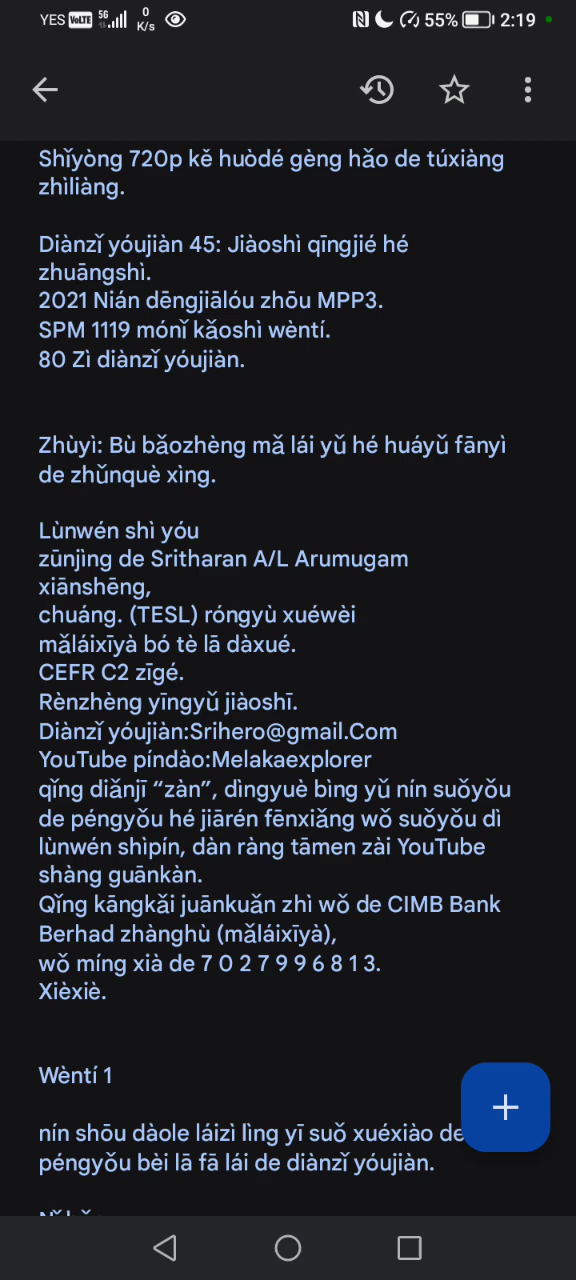 YES VoLTE 5G 0 K/s 55% 2:19
Shǐyòng 720p kě huòdé gèng hǎo de túxiàng
zhìliàng.
Diànzǐ yóujiàn 45: Jiàoshì qīngjié hé
zhuāngshì.
2021 Nián dēngjiālóu zhōu MPP3.
SPM 1119 mónǐ kǎoshì wèntí.
80 Zì diànzǐ yóujiàn.
Zhùyì: Bù bǎozhèng mǎ lái yǔ hé huáyǔ fānyì
de zhǔnquè xìng.
Lùnwén shì yóu
zūnjìng de Sritharan A/L Arumugam
xiānshēng,
chuáng. (TESL) róngyù xuéwèi
mǎláixīyà bó tè lā dàxué.
CEFR C2 zīgé.
Rènzhèng yīngyǔ jiàoshī.
Diànzǐ yóujiàn:Srihero@gmail.Com
YouTube píndào:Melakaexplorer
qǐng diǎnjī “zàn”, dìngyuè bìng yǔ nín suǒyǒu
de péngyǒu hé jiārén fēnxiǎng wǒ suǒyǒu dì
lùnwén shìpín, dàn ràng tāmen zài YouTube
shàng guānkàn.
Qǐng kāngkǎi juānkuǎn zhì wǒ de CIMB Bank
Berhad zhànghù (mǎláixīyà),
wǒ míng xià de 7 0 2 7 9 9 6 8 1 3.
Xièxiè.
Wèntí 1
nín shōu dàole láizì lìng yī suǒ xuéxiào de
péngyǒu bèi lā fā lái de diànzǐ yóujiàn.